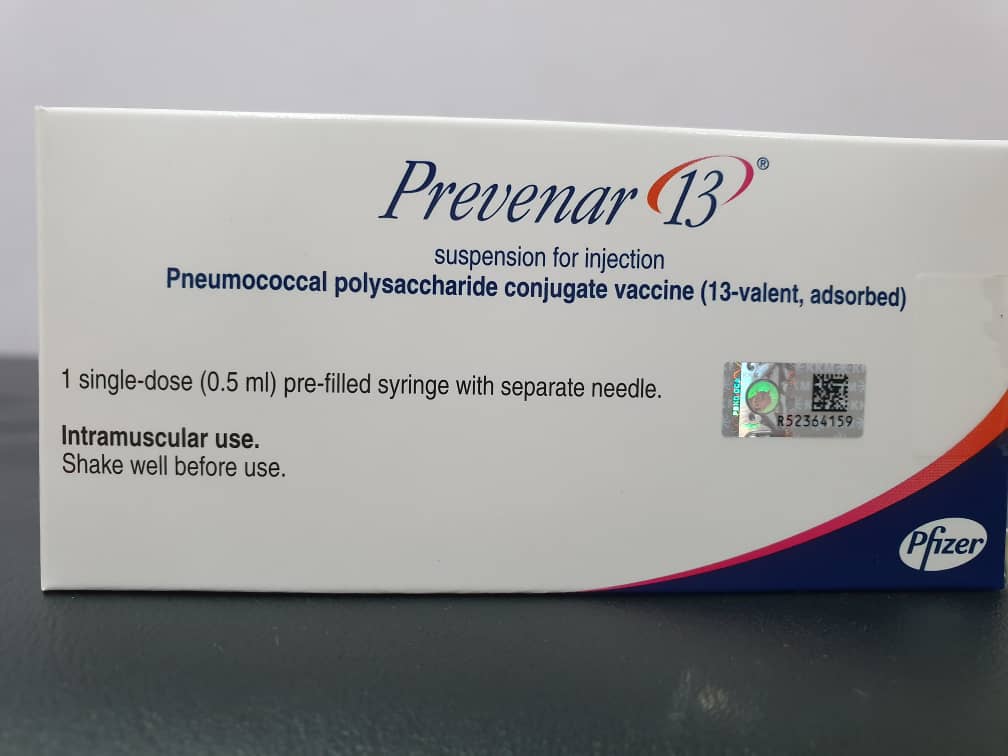 Prevenar 13®
suspension for injection
Pneumococcal polysaccharide conjugate vaccine (13-valent, adsorbed)
1 single-dose (0.5 ml) pre-filled syringe with separate needle.
R52364159
Intramuscular use.
Shake well before use.
Pfizer